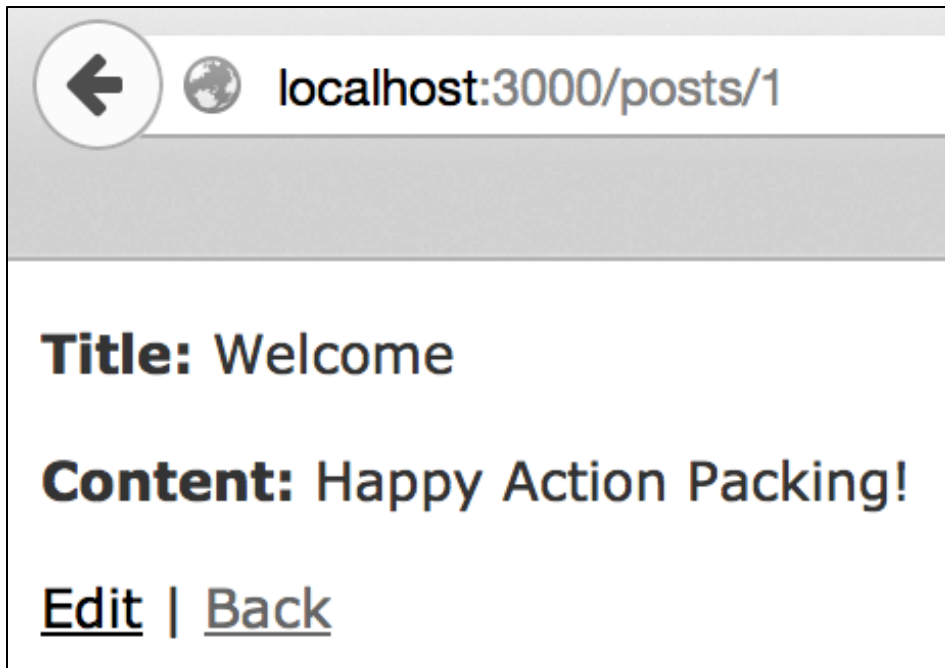 localhost:3000/posts/1
Title: Welcome
Content: Happy Action Packing!
Edit | Back